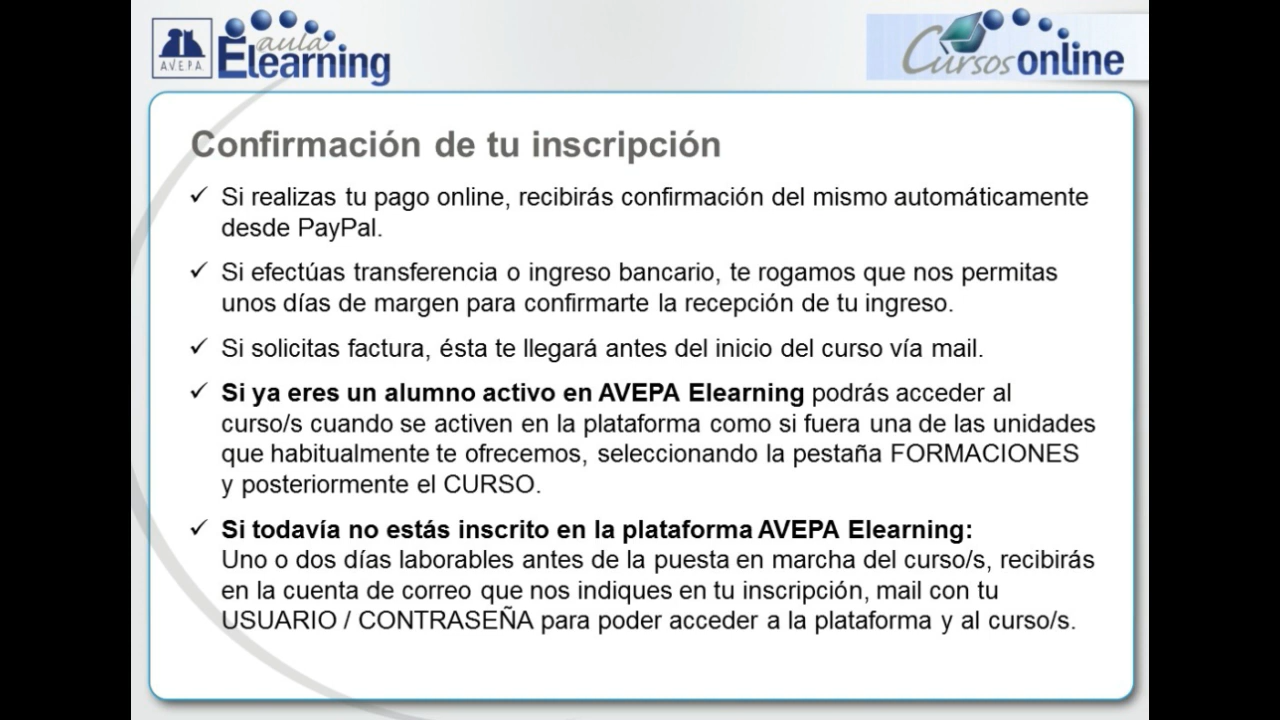 A.V.E.P.A.
aula
Elearning
Cursos online
Confirmación de tu inscripción
✓ Si realizas tu pago online, recibirás confirmación del mismo automáticamente
desde PayPal.
✓ Si efectúas transferencia o ingreso bancario, te rogamos que nos permitas
unos días de margen para confirmarte la recepción de tu ingreso.
✓ Si solicitas factura, ésta te llegará antes del inicio del curso vía mail.
✓ Si ya eres un alumno activo en AVEPA Elearning podrás acceder al
curso/s cuando se activen en la plataforma como si fuera una de las unidades
que habitualmente te ofrecemos, seleccionando la pestaña FORMACIONES
y posteriormente el CURSO.
✓ Si todavía no estás inscrito en la plataforma AVEPA Elearning:
Uno o dos días laborables antes de la puesta en marcha del curso/s, recibirás
en la cuenta de correo que nos indiques en tu inscripción, mail con tu
USUARIO / CONTRASEÑA para poder acceder a la plataforma y al curso/s.